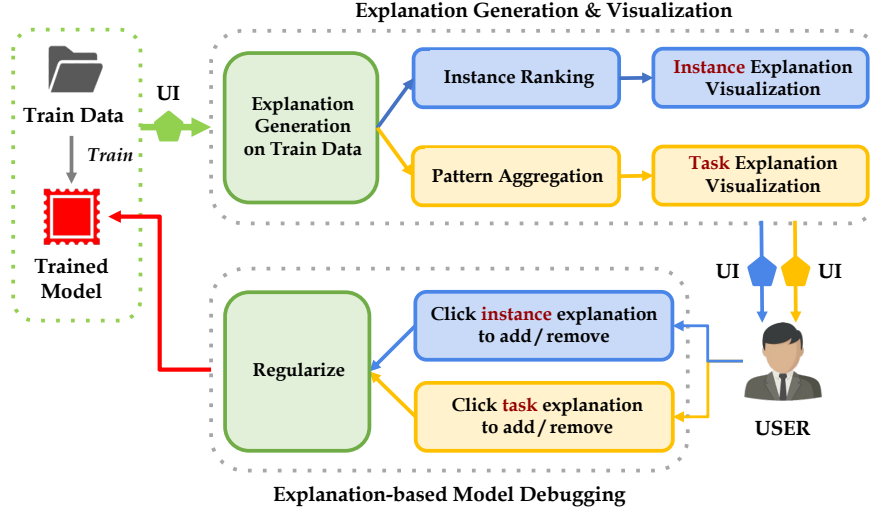 Explanation Generation & Visualization
Train Data
Train
Trained
Model
UI
Explanation
Generation
on Train Data
Instance Ranking
Instance Explanation
Visualization
Pattern Aggregation
Task Explanation
Visualization
UI
UI
USER
Click instance explanation
to add / remove
Click task explanation
to add / remove
Regularize
Explanation-based Model Debugging